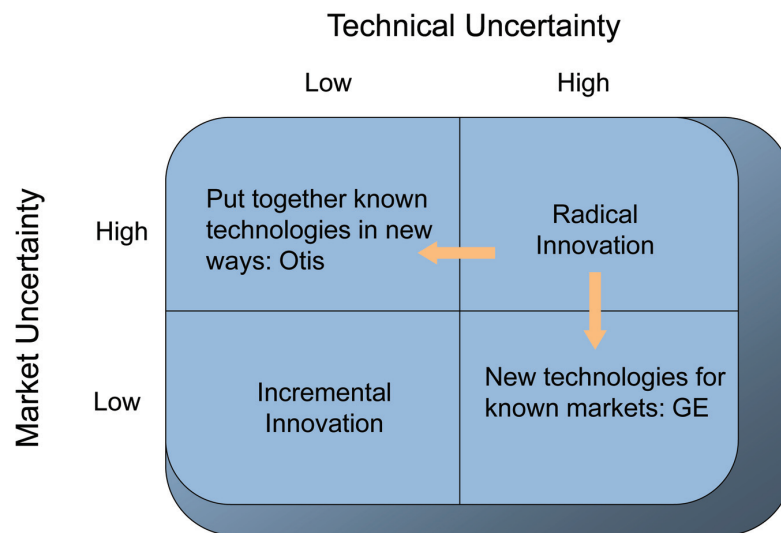 Technical Uncertainty
Low
High
Market Uncertainty
High
Put together known
technologies in new
ways: Otis
Radical
Innovation
Low
Incremental
Innovation
New technologies for
known markets: GE